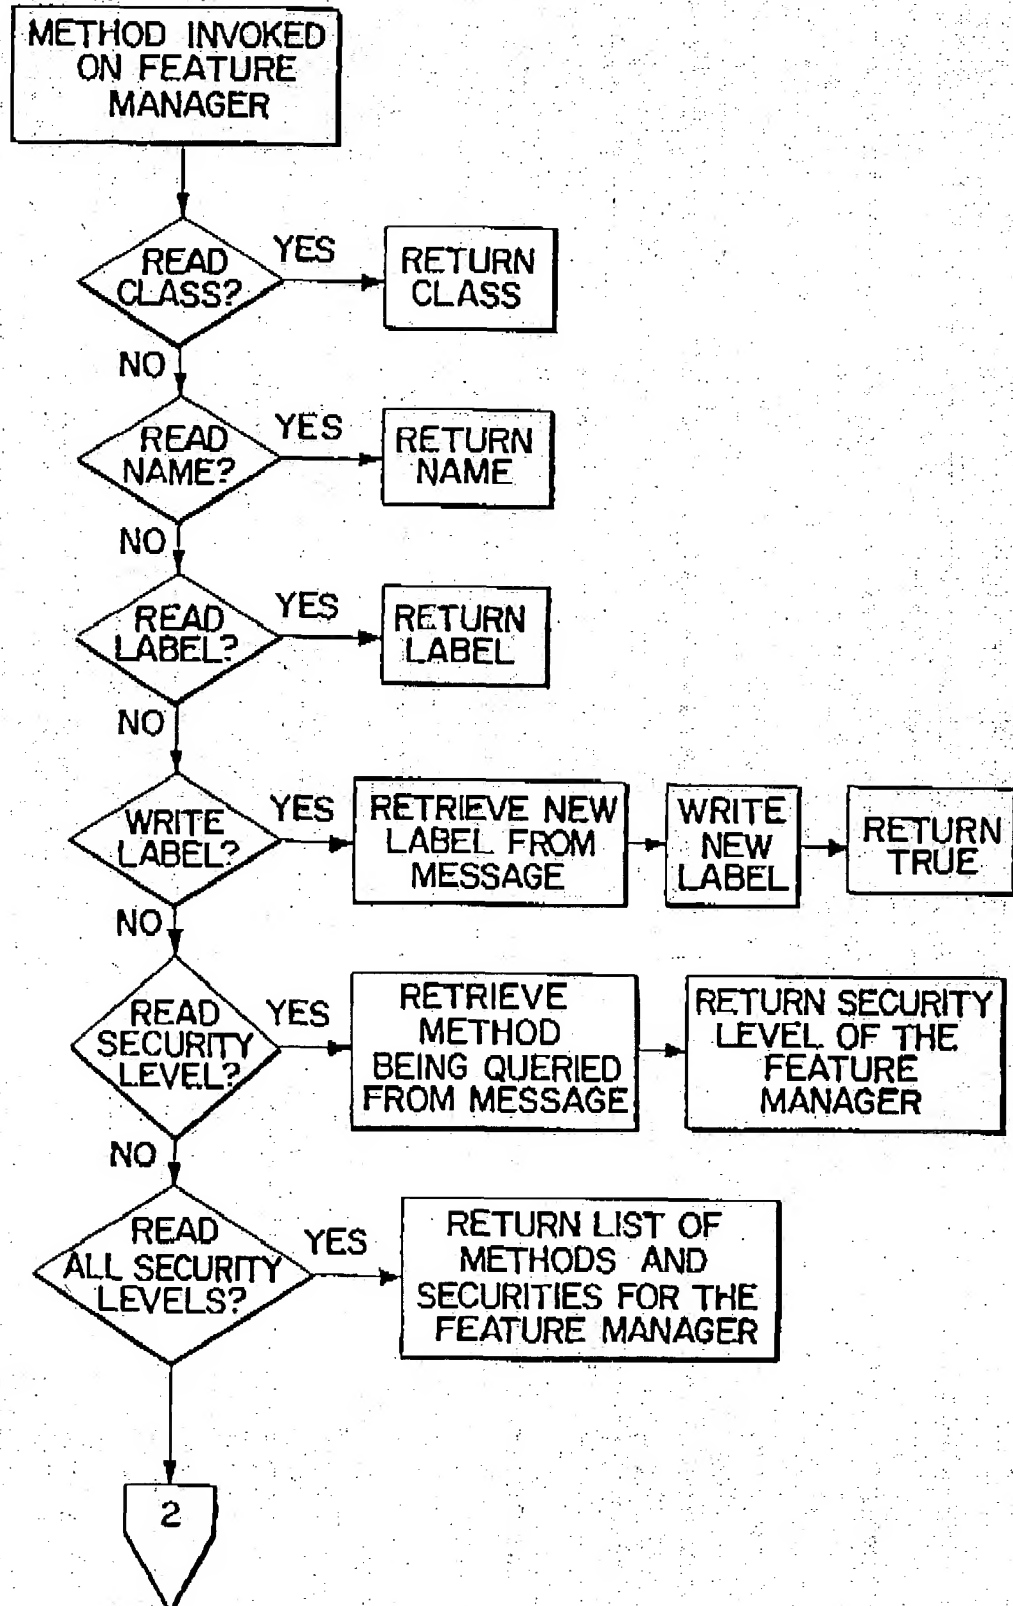 METHOD INVOKED
ON FEATURE
MANAGER
READ
CLASS?
YES
RETURN
CLASS
NO
READ
NAME?
YES
RETURN
NAME
NO
READ
LABEL?
YES
RETURN
LABEL
NO
WRITE
LABEL?
YES
RETRIEVE NEW
LABEL FROM
MESSAGE
WRITE
NEW
LABEL
RETURN
TRUE
NO
READ
SECURITY
LEVEL?
YES
RETRIEVE
METHOD
BEING QUERIED
FROM MESSAGE
RETURN SECURITY
LEVEL OF THE
FEATURE
MANAGER
NO
READ
ALL SECURITY
LEVELS?
YES
RETURN LIST OF
METHODS AND
SECURITIES FOR THE
FEATURE MANAGER
2